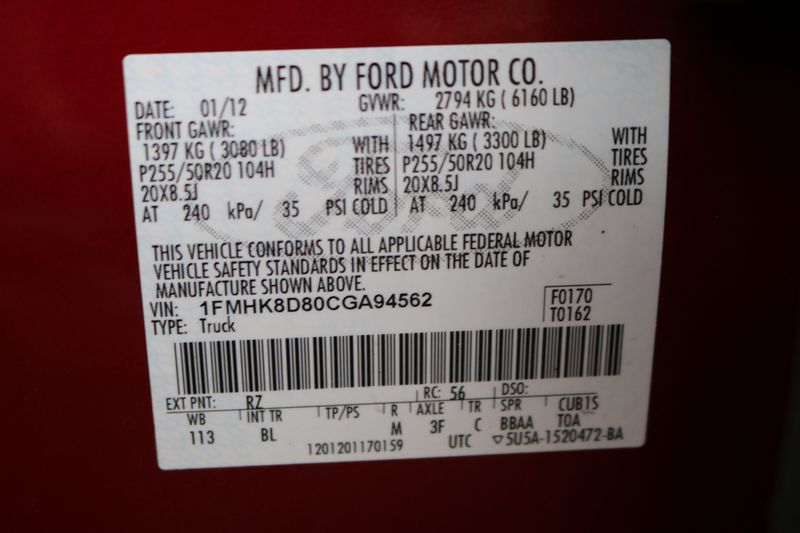 MFD. BY FORD MOTOR CO.
DATE: 01/12 GVWR: 2794 KG ( 6160 LB)
FRONT GAWR: REAR GAWR:
1397 KG ( 3080 LB) WITH 1497 KG ( 3300 LB) WITH
P255/50R20 104H TIRES P255/50R20 104H TIRES
20X8.5J RIMS 20X8.5J RIMS
AT 240 kPa/ 35 PSI COLD AT 240 kPa/ 35 PSI COLD
Ford
THIS VEHICLE CONFORMS TO ALL APPLICABLE FEDERAL MOTOR
VEHICLE SAFETY STANDARDS IN EFFECT ON THE DATE OF
MANUFACTURE SHOWN ABOVE.
VIN: 1FMHK8D80CGA94562 F0170
TYPE: Truck T0162
EXT PNT: RZ RC: 56 DSO:
WB INT TR TP/PS R AXLE TR SPR CUB1S
113 BL M 3F C BBAA TOA
1201201170159 UTC ▽5U5A-1520472-BA